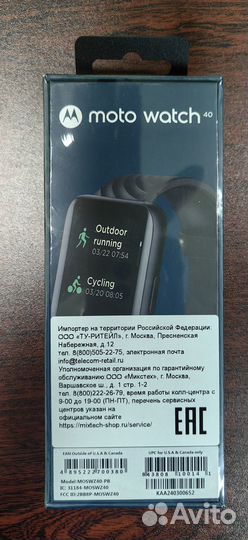 moto watch 40
Outdoor
running
03/22 07:54
Cycling
03/20 08:05
Импортер на территории Российской Федерации:
ООО «ТУ-РИТЕЙЛ», г. Москва, Пресненская
Набережная, д.12
тел. 8(800)505-22-75, электронная почта
info@telecom-retail.ru
Уполномоченная организация по гарантийному
обслуживанию ООО «Микстех», г. Москва,
Варшавское ш., д. 1 стр. 1-2
тел. 8(800)222-26-79, время работы колл-центра с
9-00 до 19-00 (ПН-ПТ), перечень сервисных
центров указан на
официальном сайте
https://mixtech-shop.ru/service/
EAC
EAN Outside of U.S.A & Canada
UPC for U.S.A & Canada only
Model: MOSWZ40-PB
IC: 31184-MOSWZ40
FCC ID: 2BBBP-MOSWZ40
KAA240300652